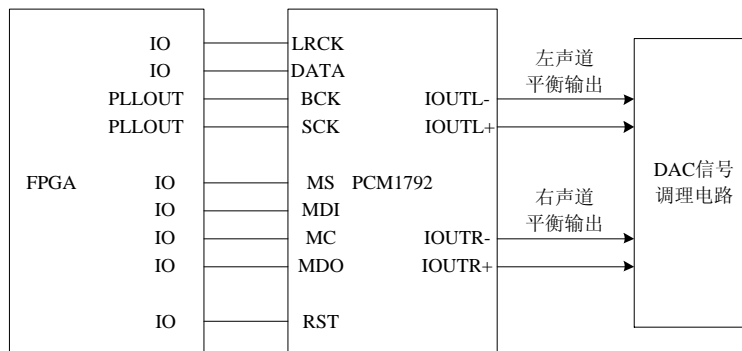 IO LRCK
IO DATA
PLLOUT BCK
PLLOUT SCK
FPGA
IO MS PCM1792
IO MDI
IO MC
IO MDO
IO RST
左声道
平衡输出
IOUTL-
IOUTL+
右声道
平衡输出
IOUTR-
IOUTR+
DAC信号
调理电路